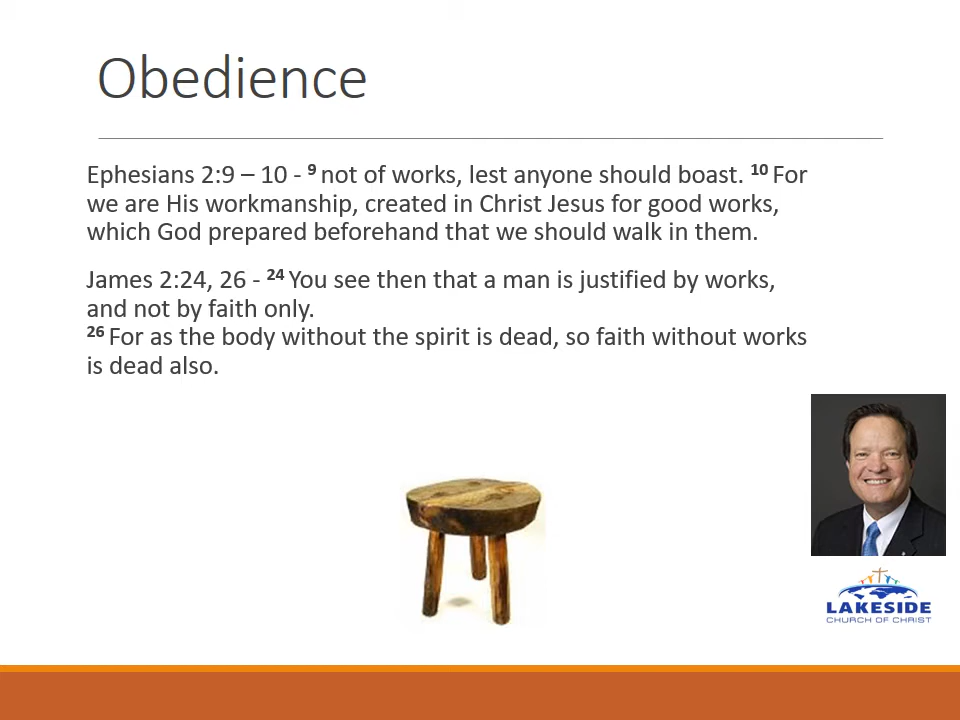 Obedience
Ephesians 2:9 – 10 - 9 not of works, lest anyone should boast. 10 For
we are His workmanship, created in Christ Jesus for good works,
which God prepared beforehand that we should walk in them.
James 2:24, 26 - 24 You see then that a man is justified by works,
and not by faith only.
26 For as the body without the spirit is dead, so faith without works
is dead also.
LAKESIDE
CHURCH OF CHRIST